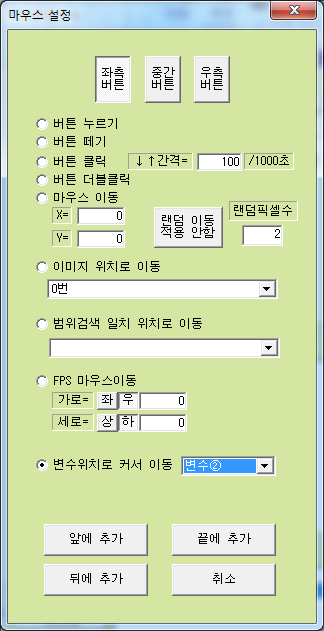 마우스 설정
좌측 버튼
중간 버튼
우측 버튼
버튼 누르기
버튼 떼기
버튼 클릭 ↓↑간격= 100 /1000초
버튼 더블클릭
마우스 이동
X= 0
Y= 0
랜덤 이동
적용 안함
랜덤픽셀수
2
이미지 위치로 이동
0번
범위검색 일치 위치로 이동
FPS 마우스이동
가로= 좌 우 0
세로= 상 하 0
변수위치로 커서 이동 변수②
앞에 추가 끝에 추가
뒤에 추가 취소